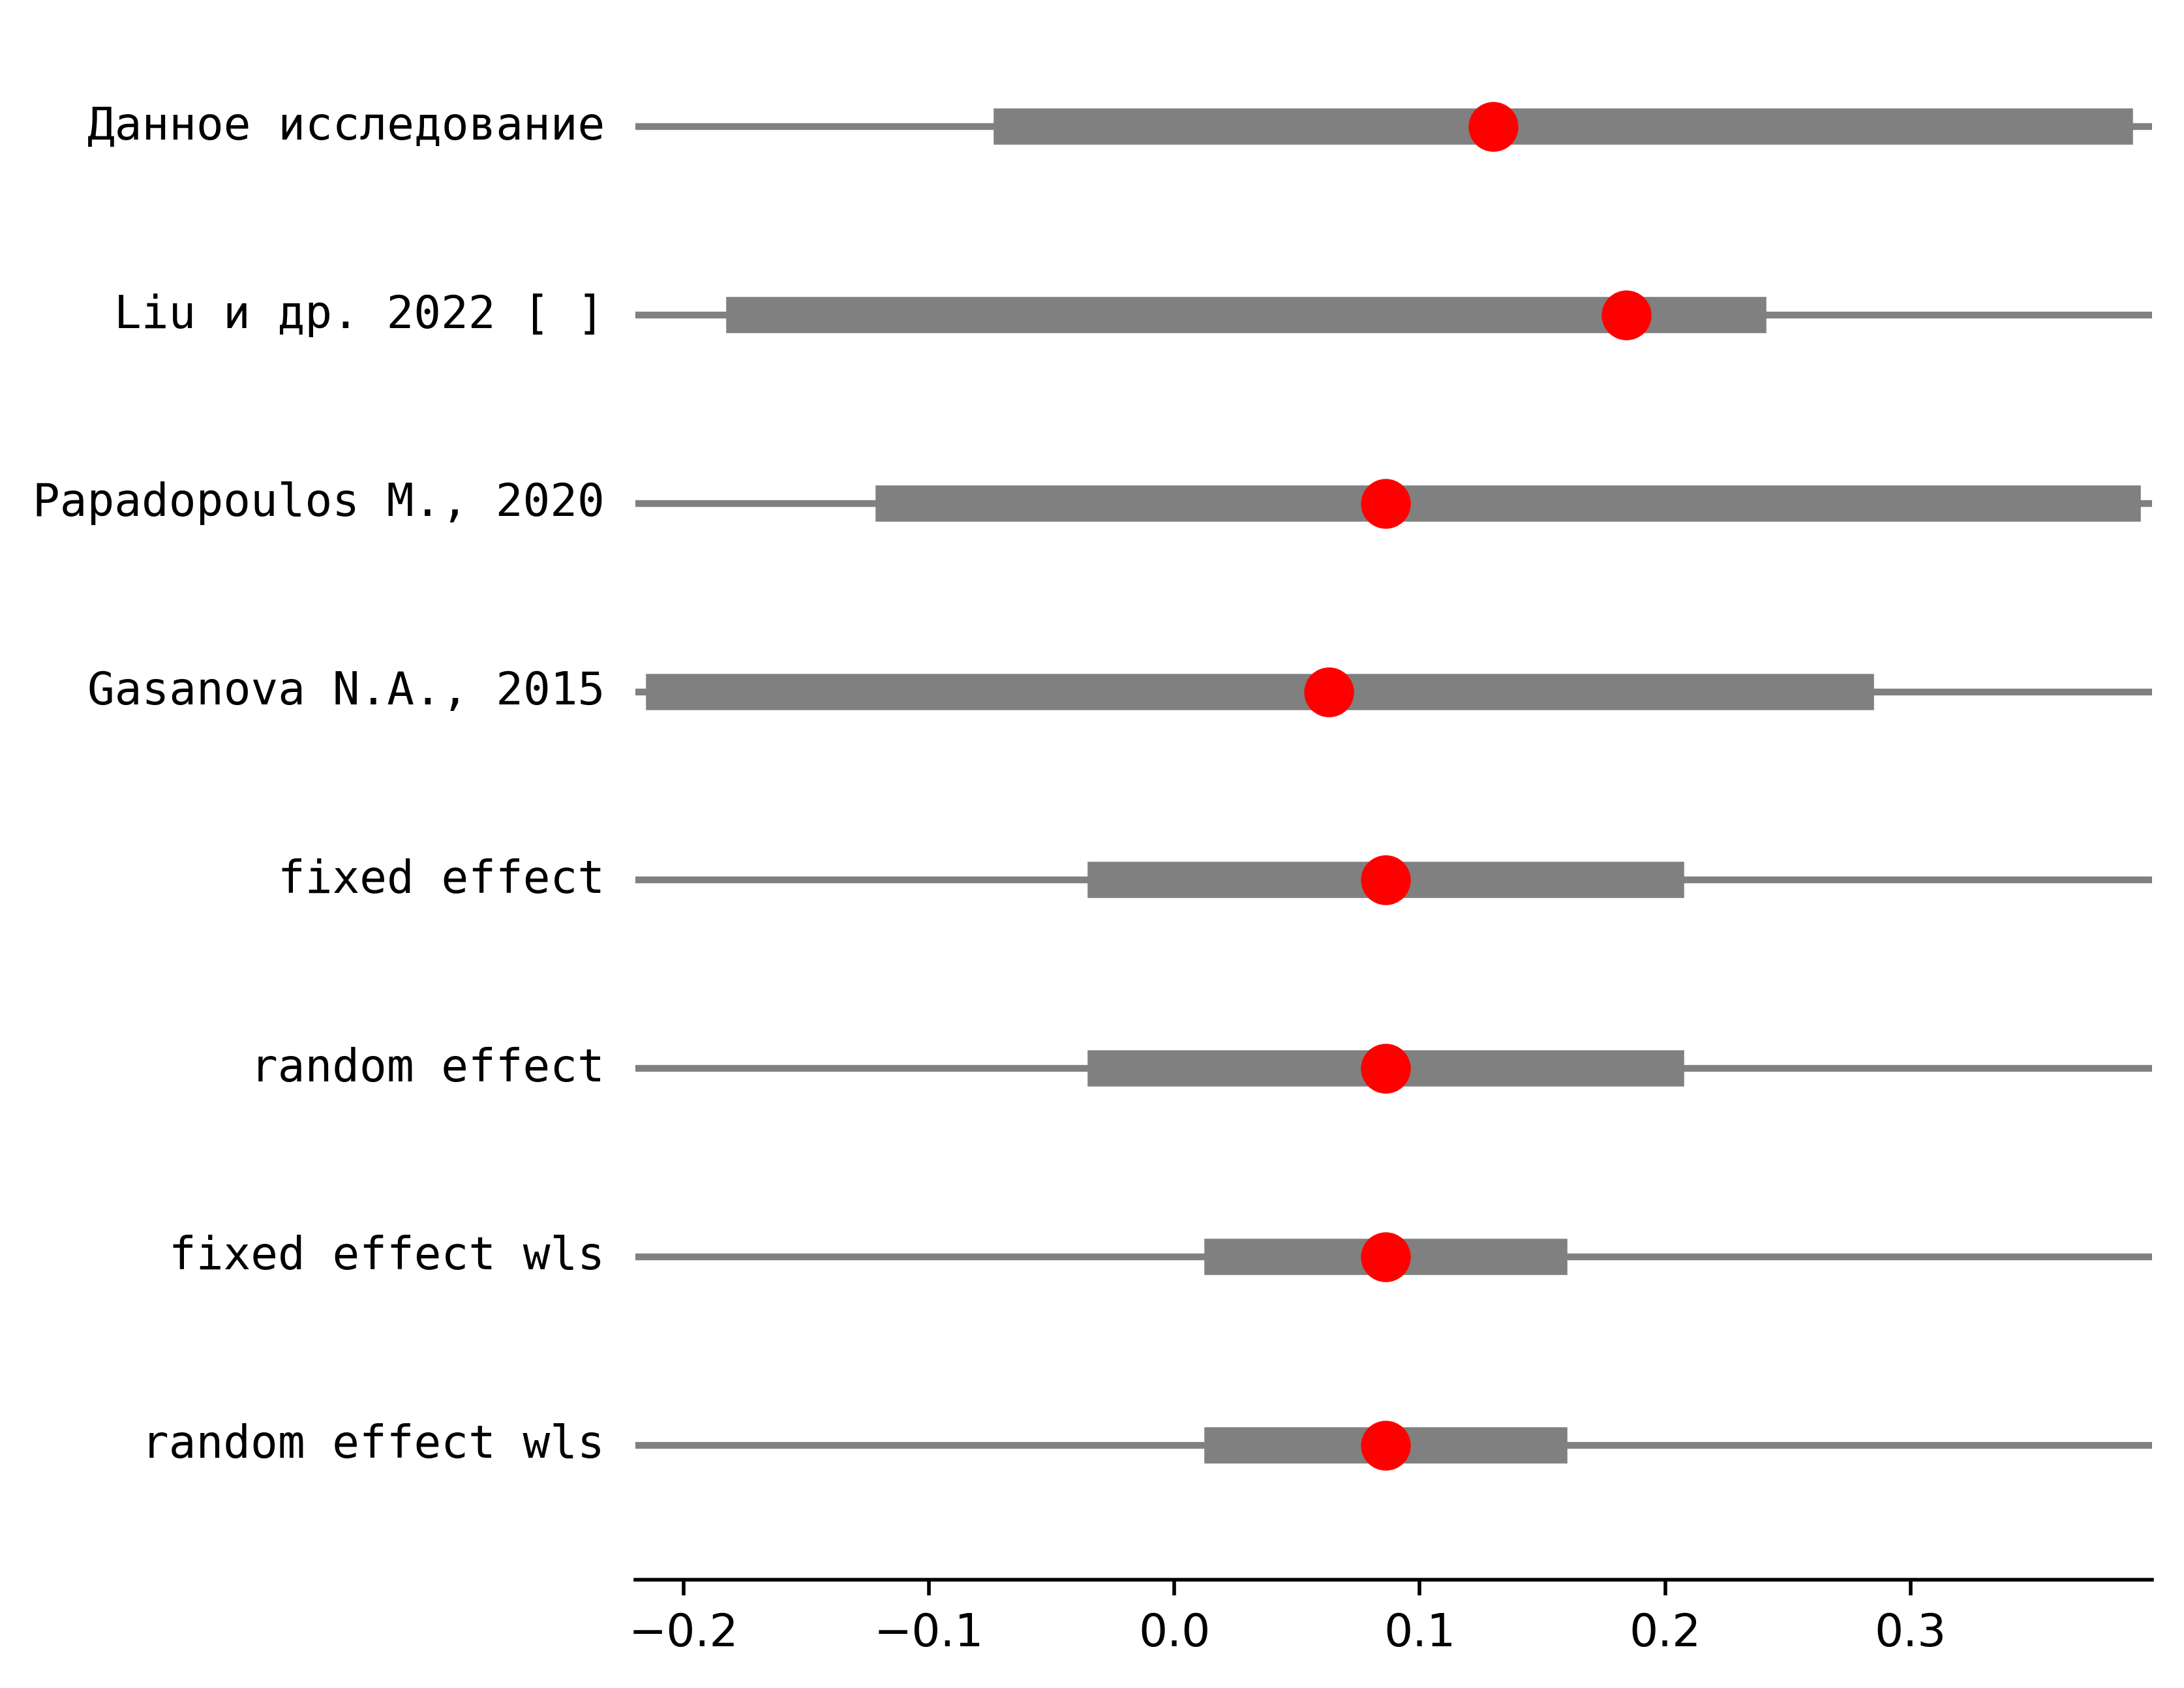 Данное исследование
Liu и др. 2022 [ ]
Papadopoulos M., 2020
Gasanova N.A., 2015
fixed effect
random effect
fixed effect wls
random effect wls
−0.2 −0.1 0.0 0.1 0.2 0.3